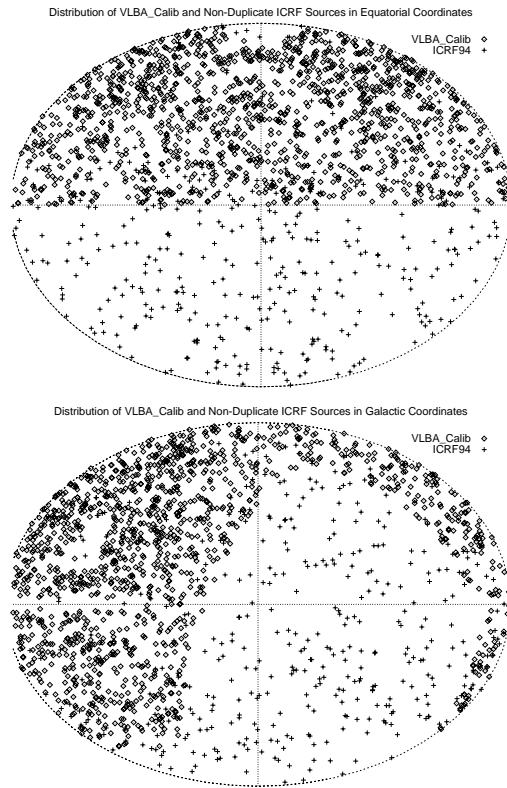 Distribution of VLBA_Calib and Non-Duplicate ICRF Sources in Equatorial Coordinates
VLBA_Calib
ICRF94
Distribution of VLBA_Calib and Non-Duplicate ICRF Sources in Galactic Coordinates
VLBA_Calib
ICRF94